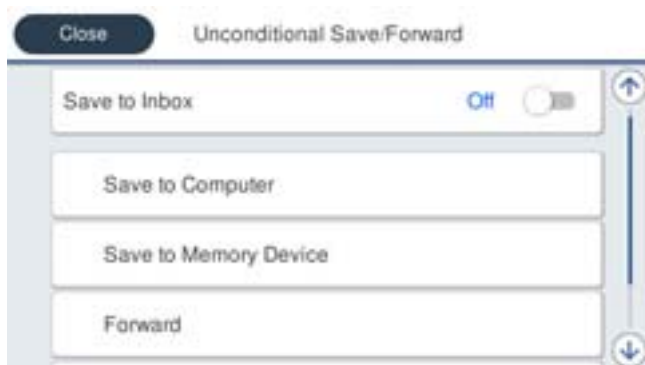 Close Unconditional Save/Forward
Save to Inbox Off
Save to Computer
Save to Memory Device
Forward